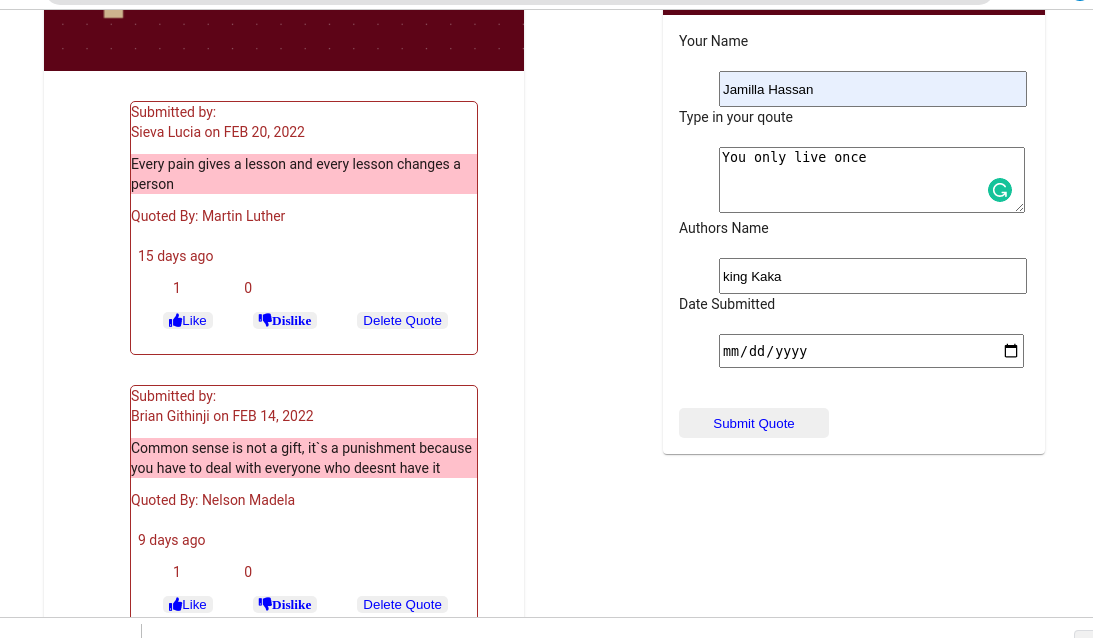 Submitted by:
Sieva Lucia on FEB 20, 2022
Every pain gives a lesson and every lesson changes a
person
Quoted By: Martin Luther
15 days ago
1 0
Like Dislike Delete Quote
Submitted by:
Brian Githinji on FEB 14, 2022
Common sense is not a gift, it`s a punishment because
you have to deal with everyone who deesnt have it
Quoted By: Nelson Madela
9 days ago
1 0
Like Dislike Delete Quote
Your Name
Jamilla Hassan
Type in your qoute
You only live once
Authors Name
king Kaka
Date Submitted
mm/dd/yyyy
Submit Quote